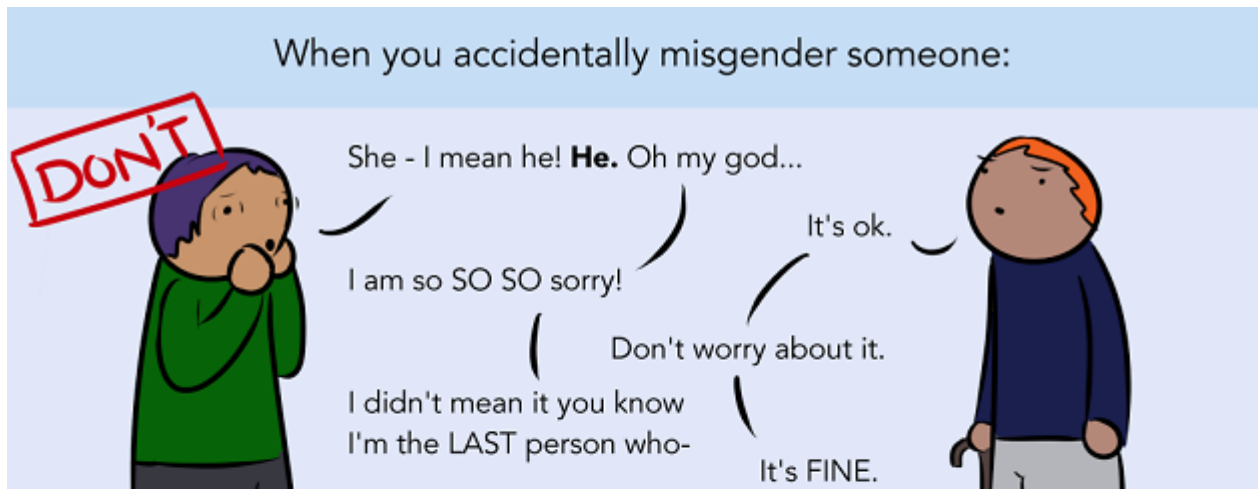 When you accidentally misgender someone:
DON'T
She - I mean he! He. Oh my god...
It's ok.
I am so SO SO sorry!
Don't worry about it.
I didn't mean it you know
I'm the LAST person who-
It's FINE.